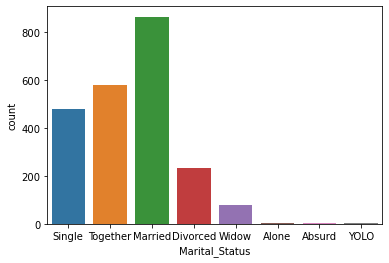 800
600
400
200
0
count
Single Together Married Divorced Widow Alone Absurd YOLO
Marital_Status